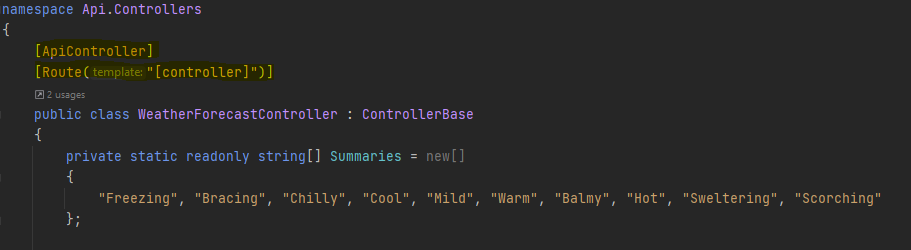 namespace Api.Controllers
{
[ApiController]
[Route(template:"[controller]")]
2 usages
public class WeatherForecastController : ControllerBase
{
private static readonly string[] Summaries = new[]
{
"Freezing", "Bracing", "Chilly", "Cool", "Mild", "Warm", "Balmy", "Hot", "Sweltering", "Scorching"
};